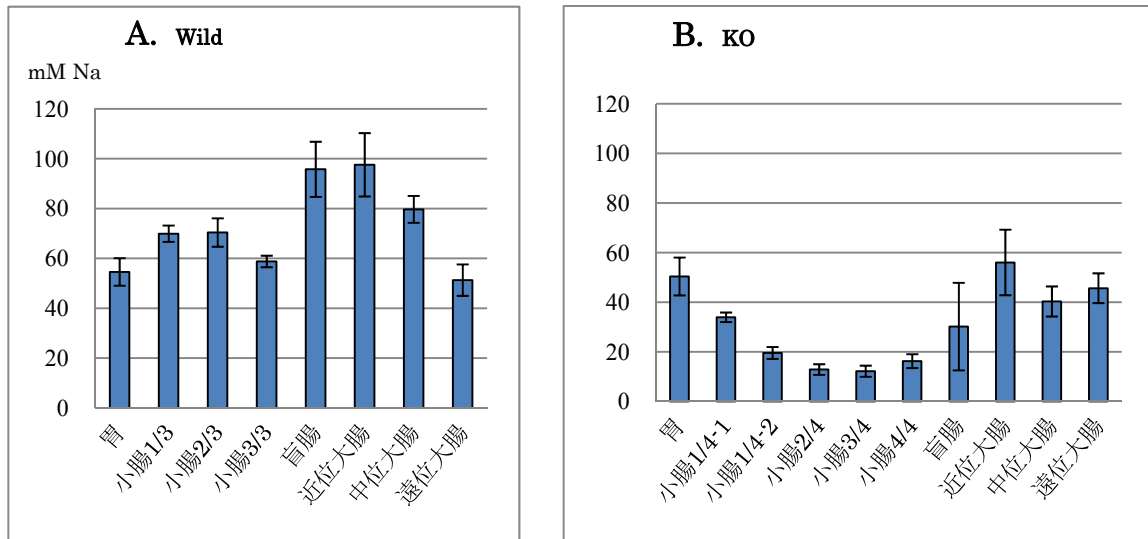 A. Wild
mM Na
120
100
80
60
40
20
0
胃
小腸1/3
小腸2/3
小腸3/3
盲腸
近位大腸
中位大腸
遠位大腸
B. KO
120
100
80
60
40
20
0
胃
小腸1/4-1
小腸1/4-2
小腸2/4
小腸3/4
小腸4/4
盲腸
近位大腸
中位大腸
遠位大腸